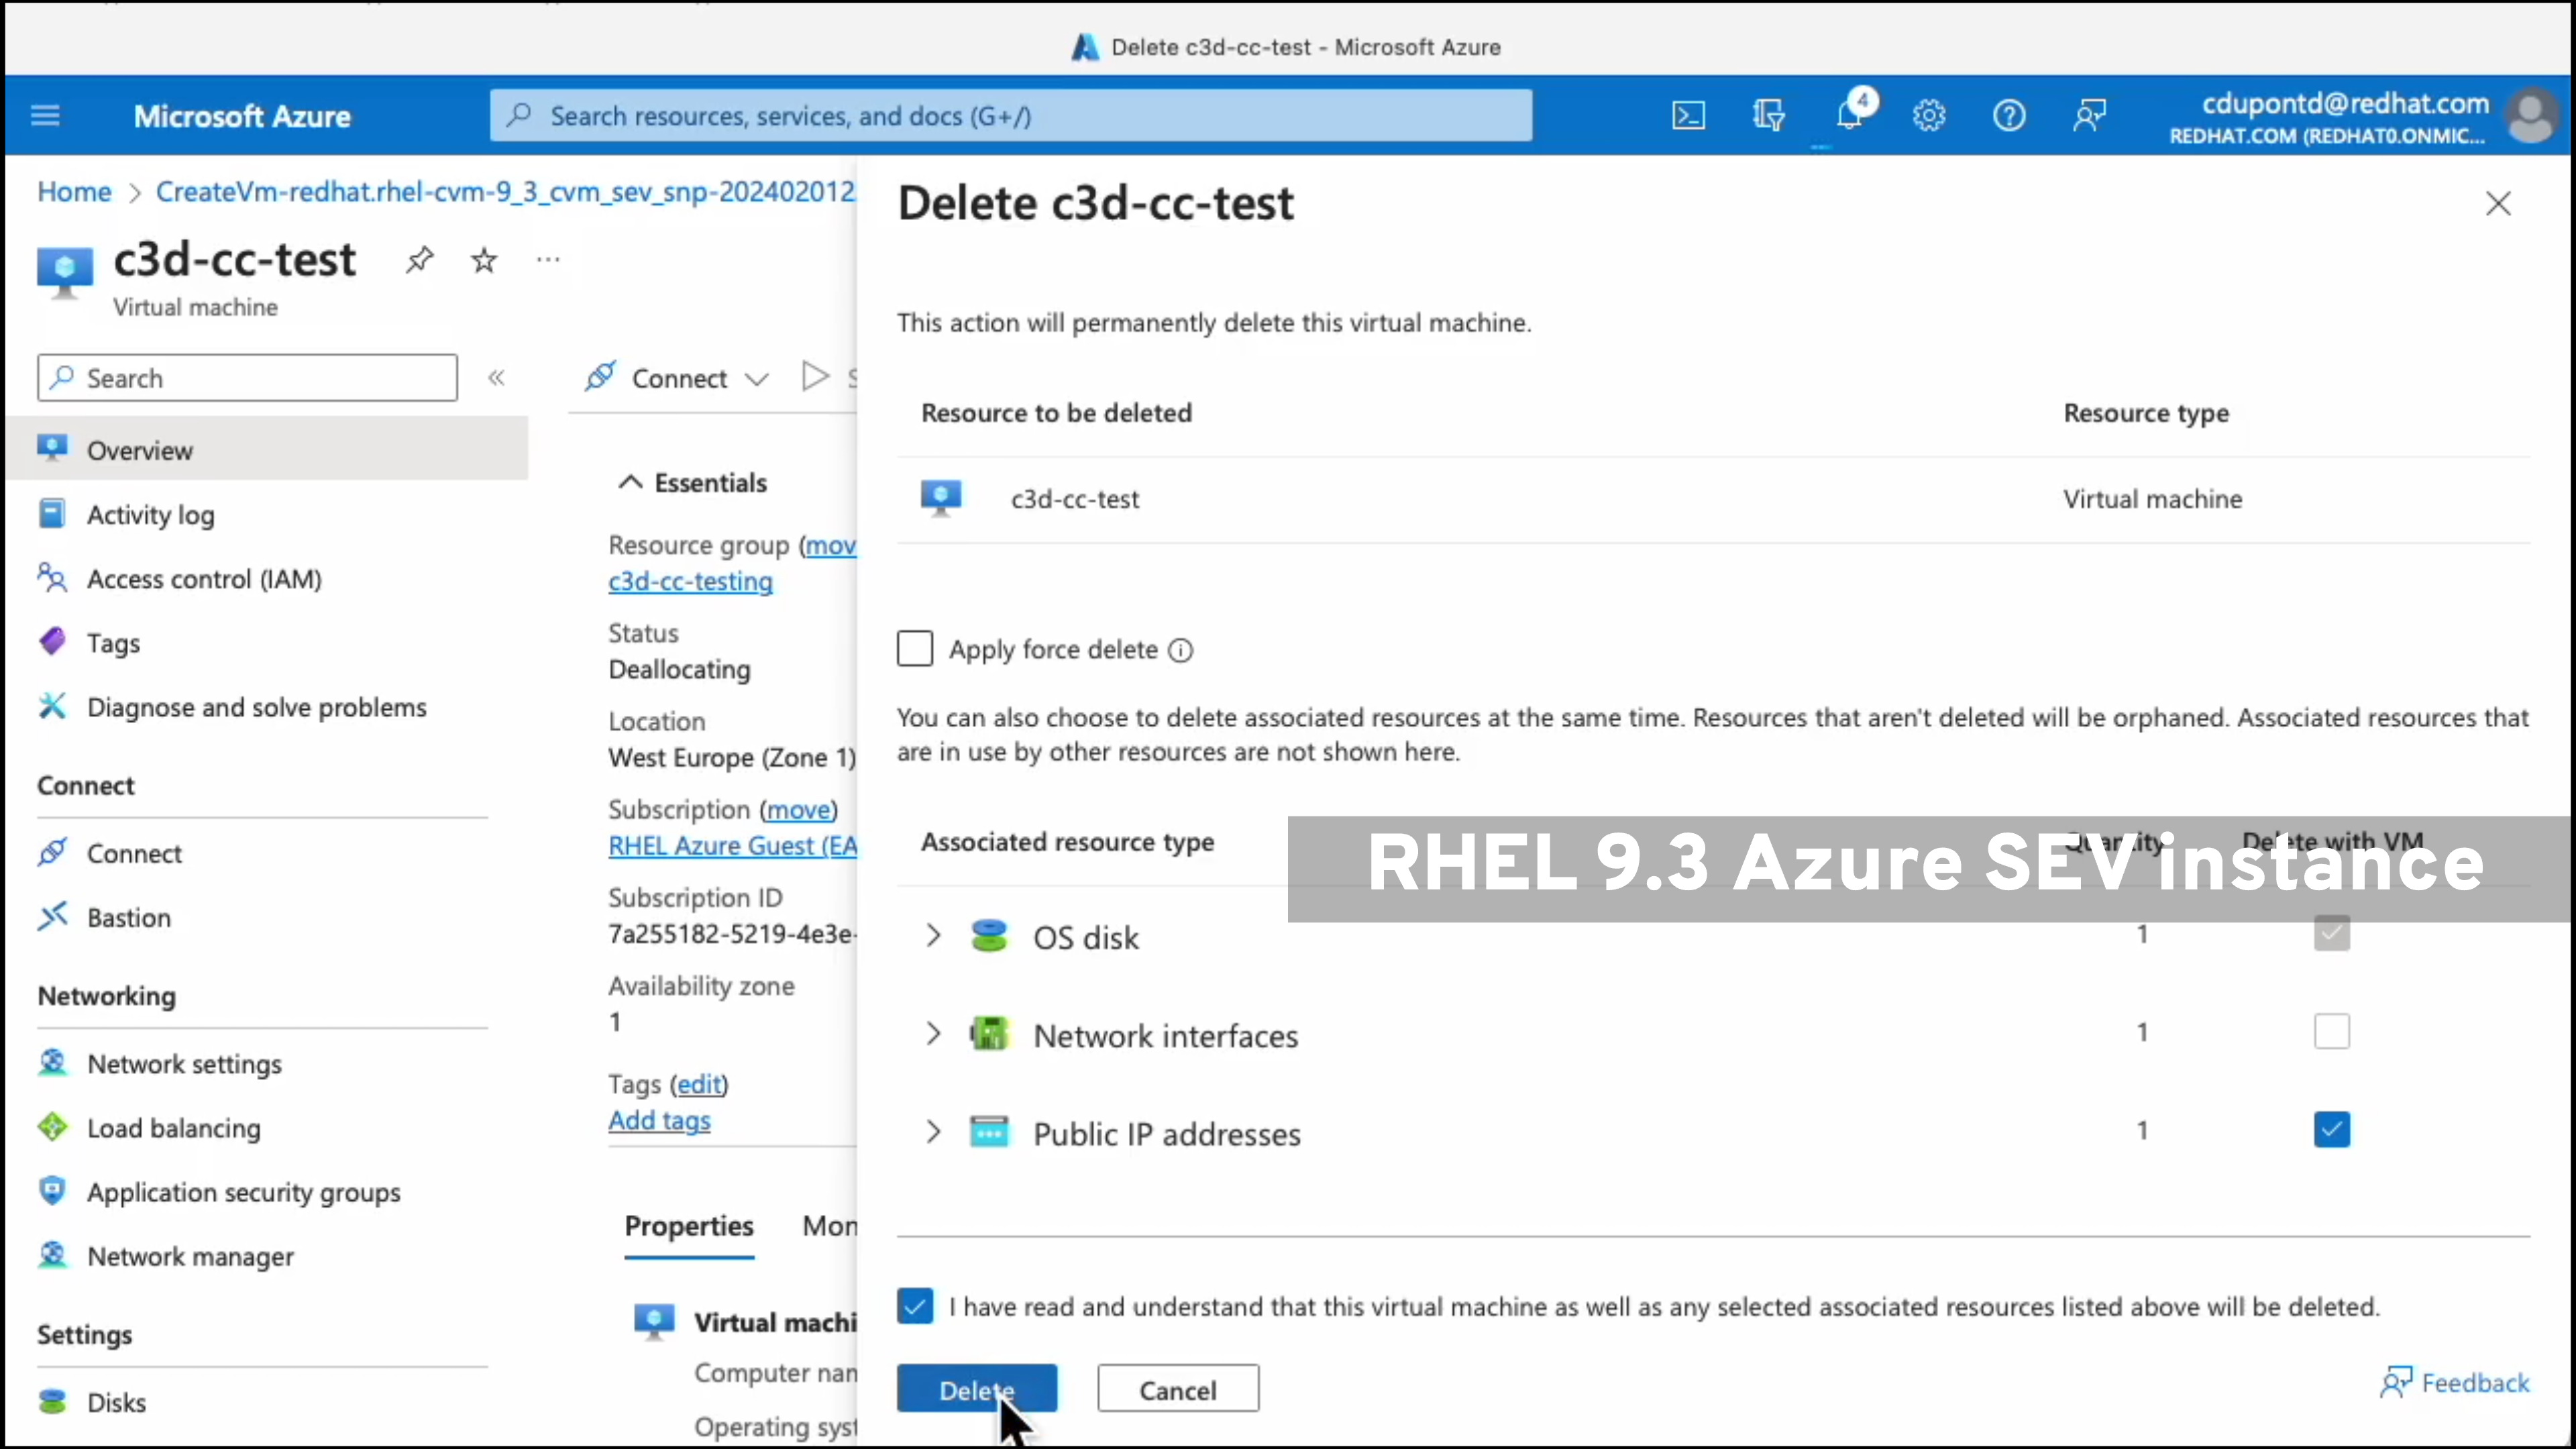 Delete c3d-cc-test - Microsoft Azure
Microsoft Azure
Search resources, services, and docs (G+/)
4
cdupontd@redhat.com
REDHAT.COM (REDHAT0.ONMIC...
Home > CreateVm-redhat.rhel-cvm-9_3_cvm_sev_snp-202402012
c3d-cc-test
Virtual machine
Search
Overview
Activity log
Access control (IAM)
Tags
Diagnose and solve problems
Connect
Connect
Bastion
Networking
Network settings
Load balancing
Application security groups
Network manager
Settings
Disks
Connect
Essentials
Resource group (mov
c3d-cc-testing
Status
Deallocating
Location
West Europe (Zone 1)
Subscription (move)
RHEL Azure Guest (EA
Subscription ID
7a255182-5219-4e3e-
Availability zone
1
Tags (edit)
Add tags
Properties Mon
Virtual machi
Computer nam
Operating syst
Delete c3d-cc-test
This action will permanently delete this virtual machine.
Resource to be deleted Resource type
c3d-cc-test Virtual machine
Apply force delete
You can also choose to delete associated resources at the same time. Resources that aren't deleted will be orphaned. Associated resources that
are in use by other resources are not shown here.
Associated resource type Quantity Delete with VM
RHEL 9.3 Azure SEV instance
OS disk 1
Network interfaces 1
Public IP addresses 1
I have read and understand that this virtual machine as well as any selected associated resources listed above will be deleted.
Delete Cancel
Feedback